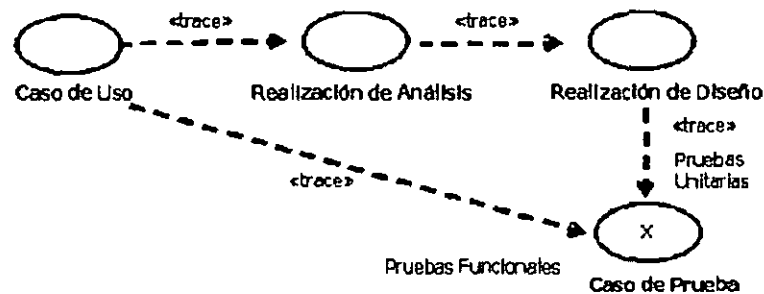 «trace»
«trace»
Caso de Uso
Realización de Análisis
Realización de Diseño
«trace»
Pruebas
Unitarias
«trace»
X
Pruebas Funcionales
Caso de Prueba